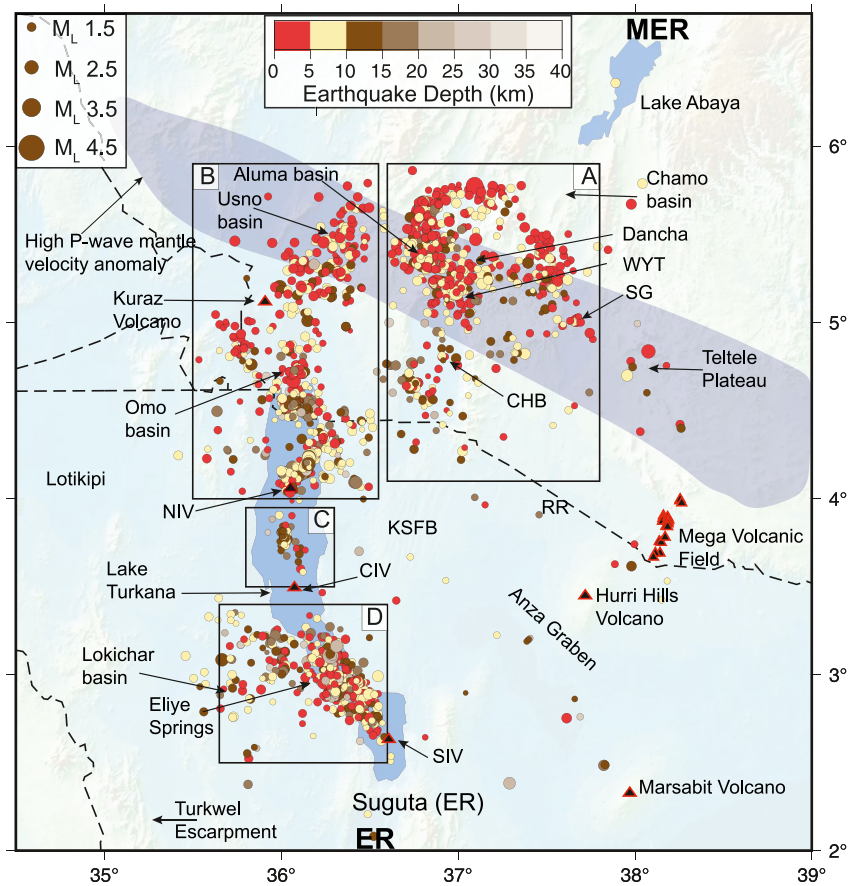 MER
M_L 1.5
M_L 2.5
M_L 3.5
M_L 4.5
0 5 10 15 20 25 30 35 40
Earthquake Depth (km)
Lake Abaya
6°
B
A
Aluma basin
Usno
basin
Chamo
basin
High P-wave mantle
velocity anomaly
Dancha
WYT
SG
Kuraz
Volcano
5°
Teltele
Plateau
Omo
basin
CHB
Lotikipi
4°
NIV
RR
C
KSFB
Mega Volcanic
Field
Lake
Turkana
CIV
Hurri Hills
Volcano
Anza Graben
D
Lokichar
basin
3°
Eliye
Springs
SIV
Marsabit Volcano
Suguta (ER)
Turkwel
Escarpment
ER
2°
35° 36° 37° 38° 39°